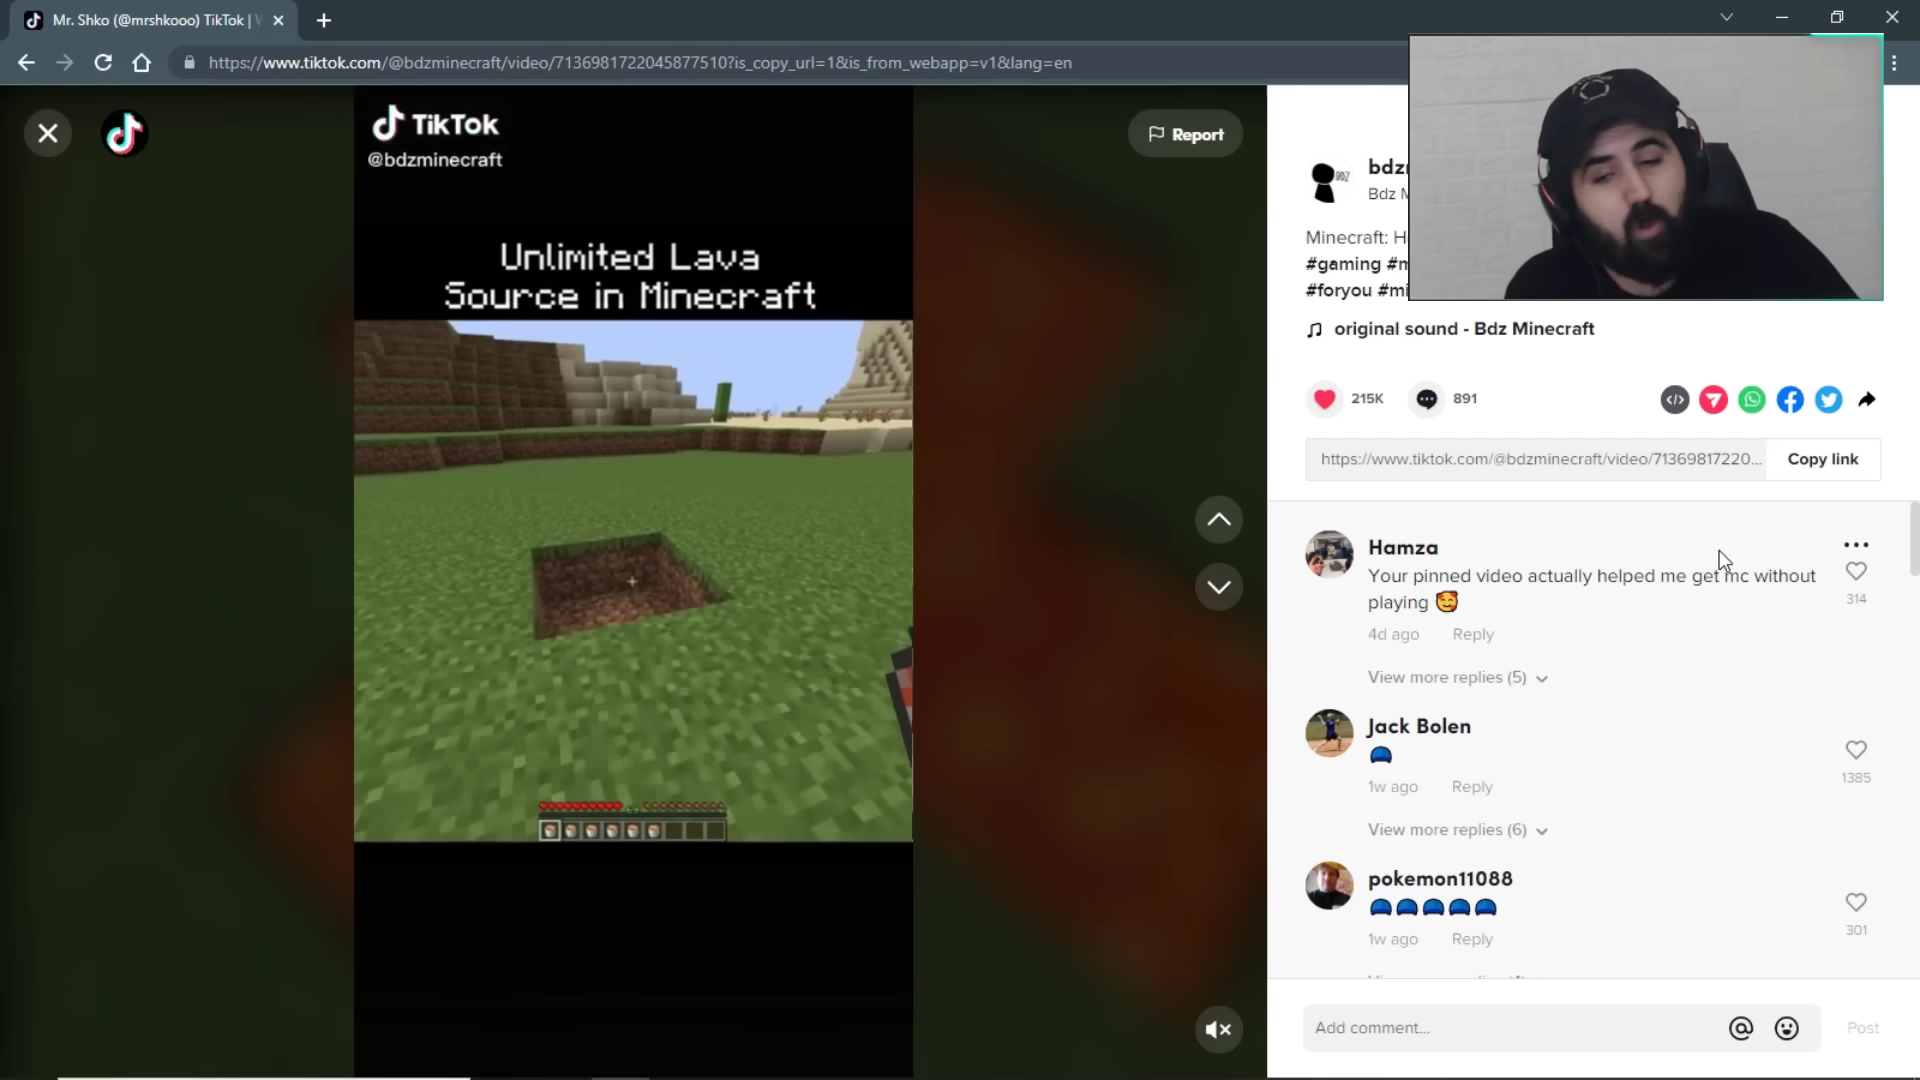 Mr. Shko (@mrshkooo) TikTok |
https://www.tiktok.com/@bdzminecraft/video/7136981722045877510?is_copy_url=1&is_from_webapp=v1&lang=en
TikTok
@bdzminecraft
Report
Unlimited Lava
Source in Minecraft
Bdz
Minecraft:
#gaming
#foryou
original sound - Bdz Minecraft
215K
891
https://www.tiktok.com/@bdzminecraft/video/71369817220...
Copy link
Hamza
Your pinned video actually helped me get mc without
playing 🥰
314
4d ago Reply
View more replies (5)
Jack Bolen
🧢
1385
1w ago Reply
View more replies (6)
pokemon11088
🧢🧢🧢🧢🧢
301
1w ago Reply
Add comment...
Post